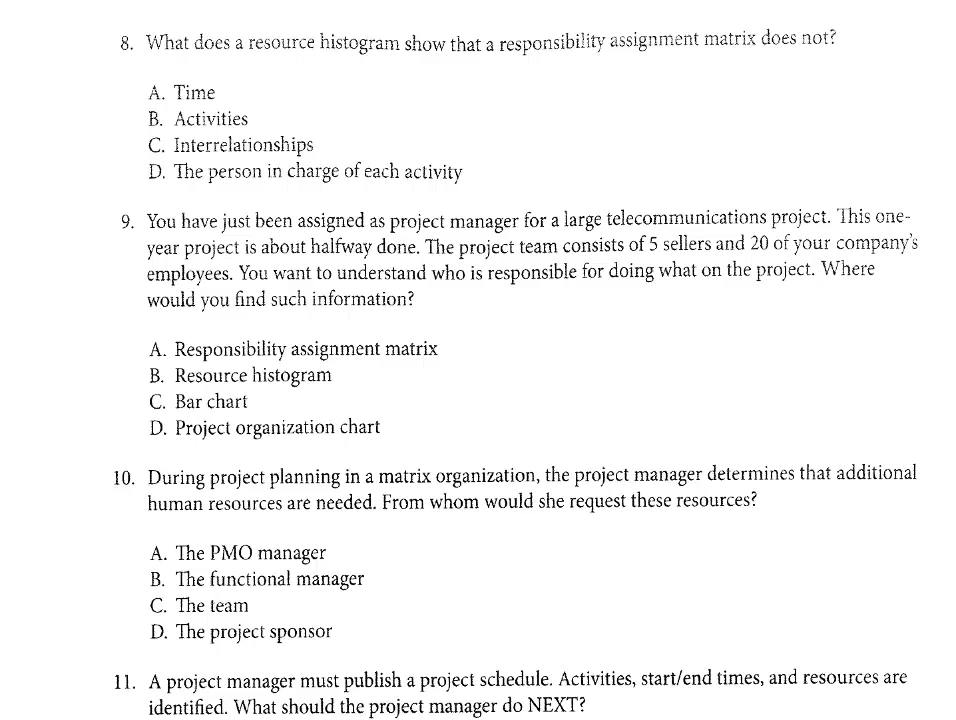 8. What does a resource histogram show that a responsibility assignment matrix does not?
A. Time
B. Activities
C. Interrelationships
D. The person in charge of each activity
9. You have just been assigned as project manager for a large telecommunications project. This one-
year project is about halfway done. The project team consists of 5 sellers and 20 of your company's
employees. You want to understand who is responsible for doing what on the project. Where
would you find such information?
A. Responsibility assignment matrix
B. Resource histogram
C. Bar chart
D. Project organization chart
10. During project planning in a matrix organization, the project manager determines that additional
human resources are needed. From whom would she request these resources?
A. The PMO manager
B. The functional manager
C. The team
D. The project sponsor
11. A project manager must publish a project schedule. Activities, start/end times, and resources are
identified. What should the project manager do NEXT?